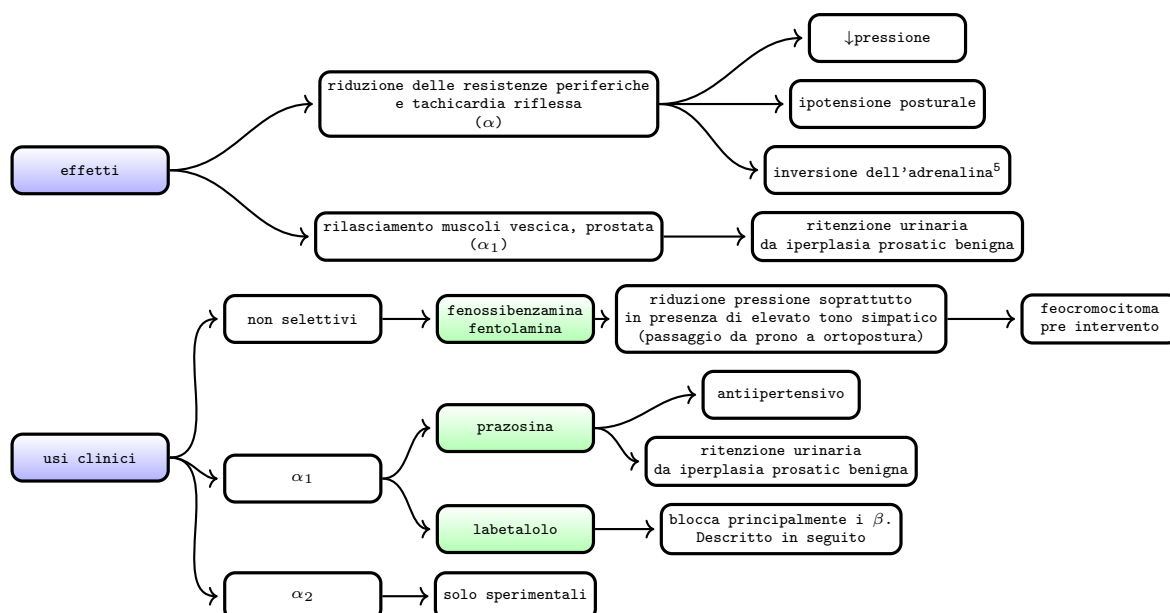 ↓pressione
riduzione delle resistenze periferiche
e tachicardia riflessa
(α)
ipotensione posturale
effetti
inversione dell'adrenalina⁵
rilasciamento muscoli vescica, prostata
(α₁)
ritenzione urinaria
da iperplasia prosatic benigna
non selettivi
fenossibenzamina
fentolamina
riduzione pressione soprattutto
in presenza di elevato tono simpatico
(passaggio da prono a ortopostura)
feocromocitoma
pre intervento
antiipertensivo
prazosina
usi clinici
ritenzione urinaria
da iperplasia prosatic benigna
α₁
labetalolo
blocca principalmente i β.
Descritto in seguito
α₂
solo sperimentali